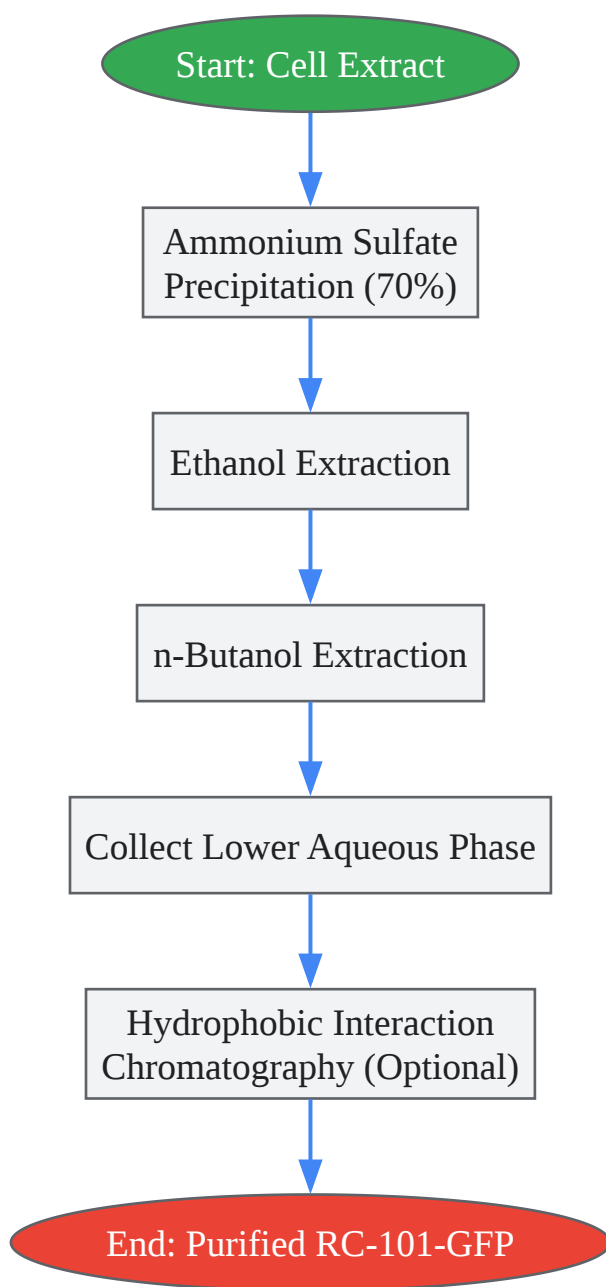 Start: Cell Extract
Ammonium Sulfate
Precipitation (70%)
Ethanol Extraction
n-Butanol Extraction
Collect Lower Aqueous Phase
Hydrophobic Interaction
Chromatography (Optional)
End: Purified RC-101-GFP